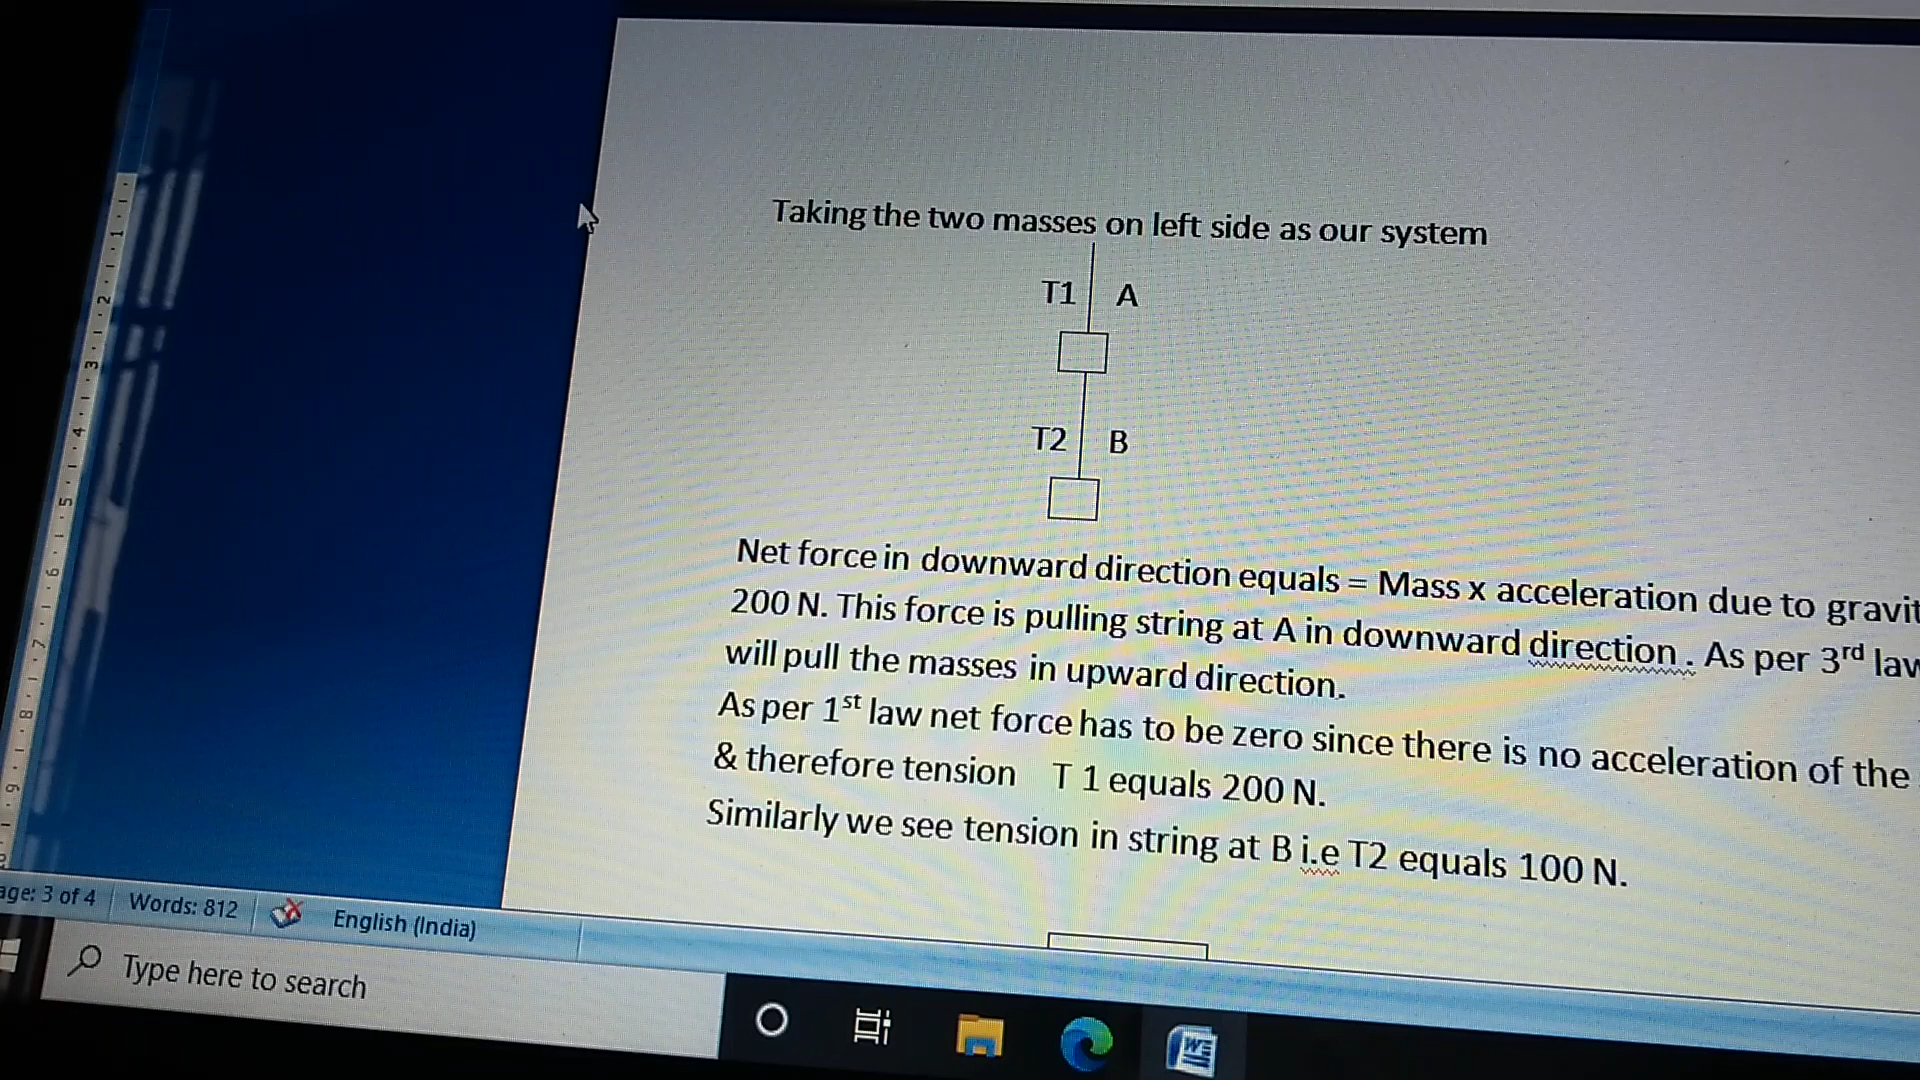 Taking the two masses on left side as our system
T1 A
T2 B
Net force in downward direction equals = Mass x acceleration due to
200 N. This force is pulling string at A in downward direction . As per 3rd
will pull the masses in upward direction.
As per 1st law net force has to be zero since there is no acceleration of the
& therefore tension T 1 equals 200 N.
Similarly we see tension in string at B i.e T2 equals 100 N.
3 of 4 Words: 812 English (India)
Type here to search